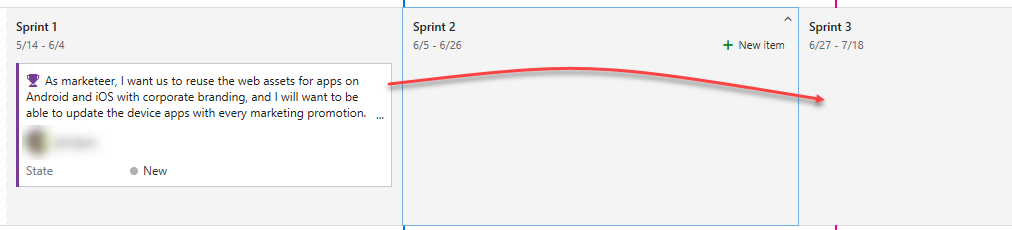 Sprint 1
5/14 - 6/4
As marketeer, I want us to reuse the web assets for apps on
Android and iOS with corporate branding, and I will want to be
able to update the device apps with every marketing promotion.
...
State
New
Sprint 2
6/5 - 6/26
+ New item
Sprint 3
6/27 - 7/18